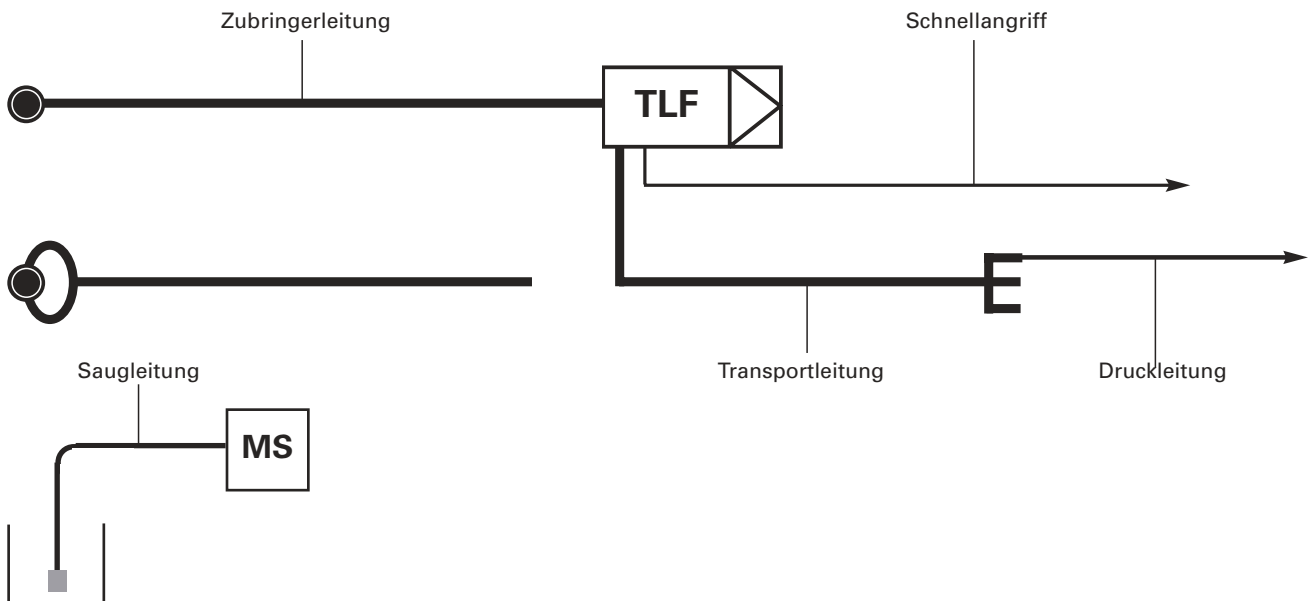 Zubringerleitung
Schnellangriff
TLF
Saugleitung
Transportleitung
Druckleitung
MS